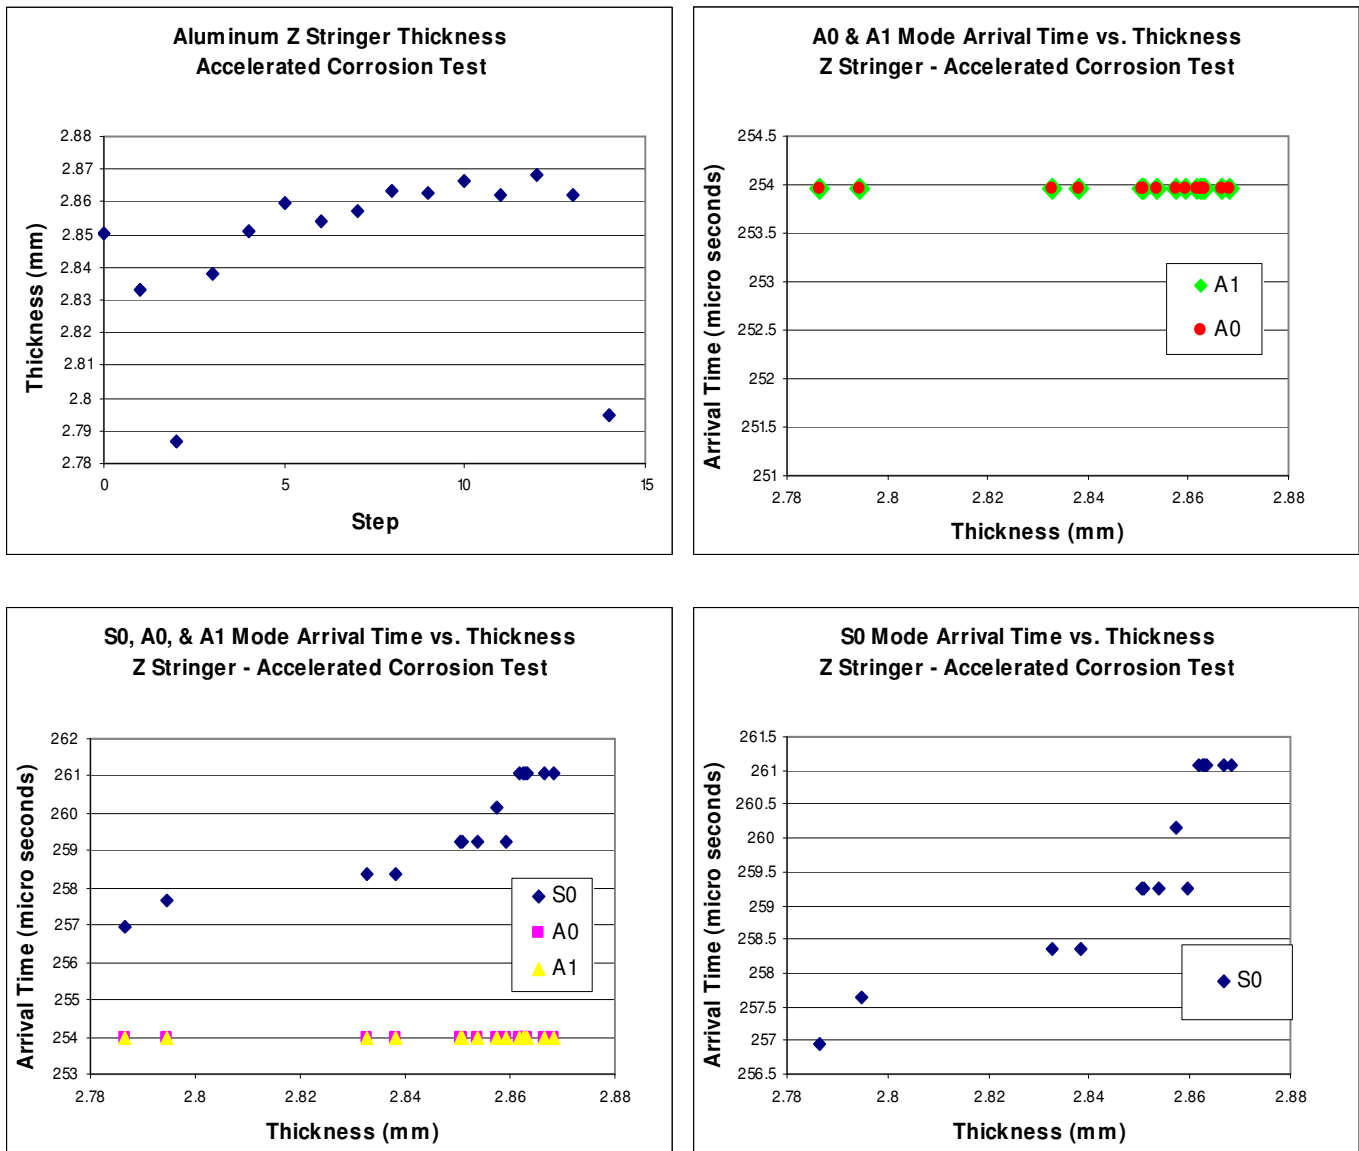 Aluminum Z Stringer Thickness
Accelerated Corrosion Test
Thickness (mm)
2.88
2.87
2.86
2.85
2.84
2.83
2.82
2.81
2.8
2.79
2.78
0
5
10
15
Step
A0 & A1 Mode Arrival Time vs. Thickness
Z Stringer - Accelerated Corrosion Test
Arrival Time (micro seconds)
254.5
254
253.5
253
252.5
252
251.5
251
A1
A0
2.78
2.8
2.82
2.84
2.86
2.88
Thickness (mm)
S0, A0, & A1 Mode Arrival Time vs. Thickness
Z Stringer - Accelerated Corrosion Test
Arrival Time (micro seconds)
262
261
260
259
258
257
256
255
254
253
S0
A0
A1
2.78
2.8
2.82
2.84
2.86
2.88
Thickness (mm)
S0 Mode Arrival Time vs. Thickness
Z Stringer - Accelerated Corrosion Test
Arrival Time (micro seconds)
261.5
261
260.5
260
259.5
259
258.5
258
257.5
257
256.5
S0
2.78
2.8
2.82
2.84
2.86
2.88
Thickness (mm)